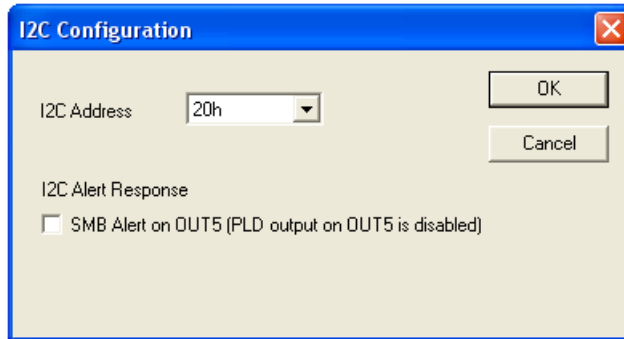 I2C Configuration
OK
I2C Address 20h
Cancel
I2C Alert Response
SMB Alert on OUT5 (PLD output on OUT5 is disabled)